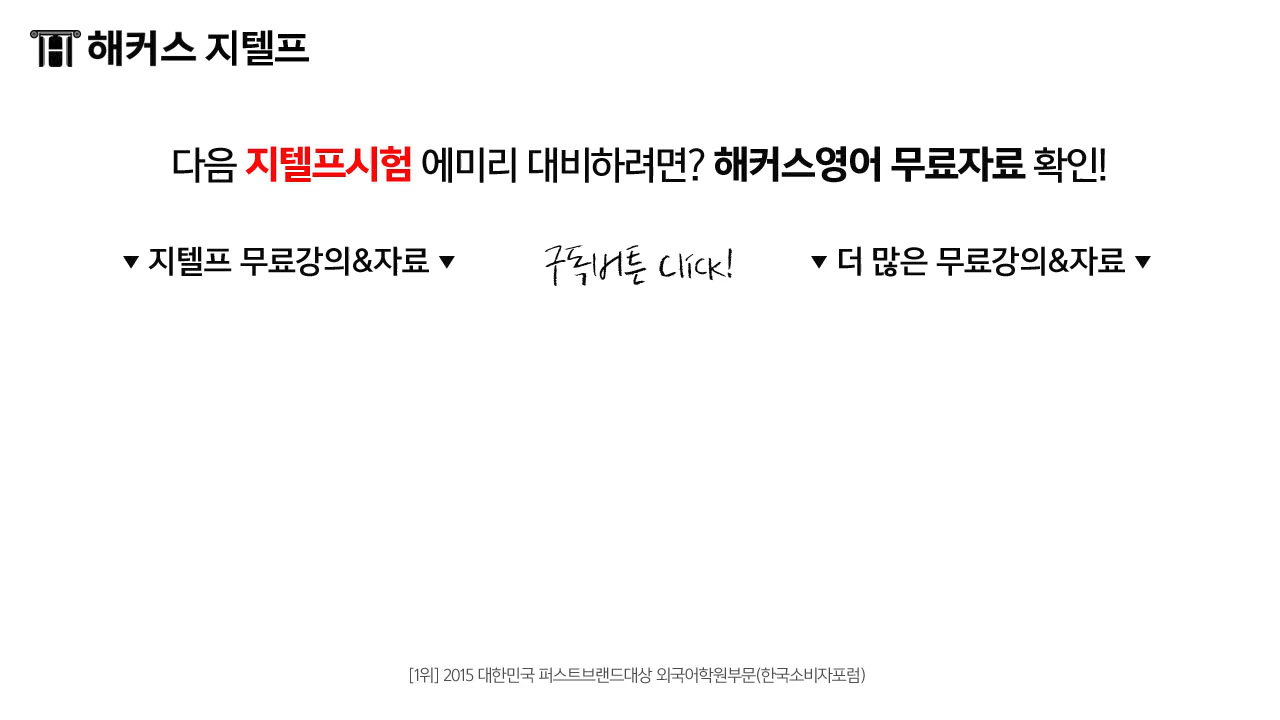 해커스 지텔프
다음 지텔프시험 에미리 대비하려면? 해커스영어 무료자료 확인!
▼ 지텔프 무료강의&자료 ▼
구독버튼 Click!
▼ 더 많은 무료강의&자료 ▼
[1위] 2015 대한민국 퍼스트브랜드대상 외국어학원부문(한국소비자포럼)